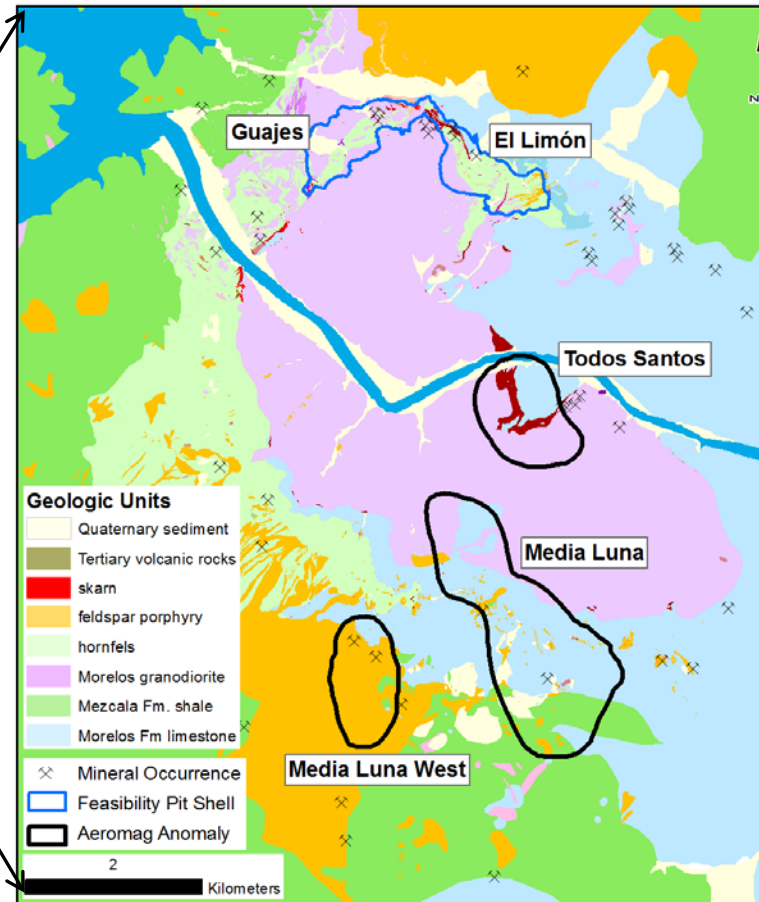 N
Guajes
El Limón
Todos Santos
Media Luna
Media Luna West
Geologic Units
Quaternary sediment
Tertiary volcanic rocks
skarn
feldspar porphyry
hornfels
Morelos granodiorite
Mezcala Fm. shale
Morelos Fm limestone
Mineral Occurrence
Feasibility Pit Shell
Aeromag Anomaly
2
Kilometers